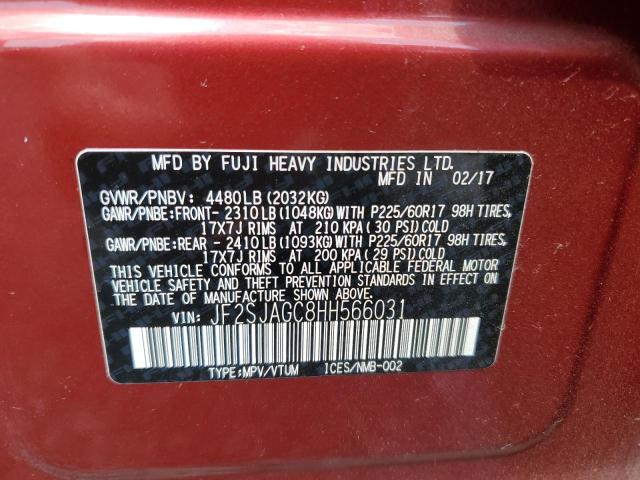 MFD BY FUJI HEAVY INDUSTRIES LTD.
MFD IN 02/17
GVWR/PNBV: 4480LB (2032KG)
GAWR/PNBE:FRONT- 2310LB (1048KG) WITH P225/60R17 98H TIRES,
17X7J RIMS AT 210 KPA (30 PSI) COLD
GAWR/PNBE:REAR - 2410LB (1093KG) WITH P225/60R17 98H TIRES,
17X7J RIMS AT 200 KPA (29 PSI) COLD
THIS VEHICLE CONFORMS TO ALL APPLICABLE FEDERAL MOTOR
VEHICLE SAFETY AND THEFT PREVENTION STANDARDS IN EFFECT
ON THE DATE OF MANUFACTURE SHOWN ABOVE.
VIN: JF2SJAGC8HH566031
TYPE:MPV/VTUM ICES/NMB-002